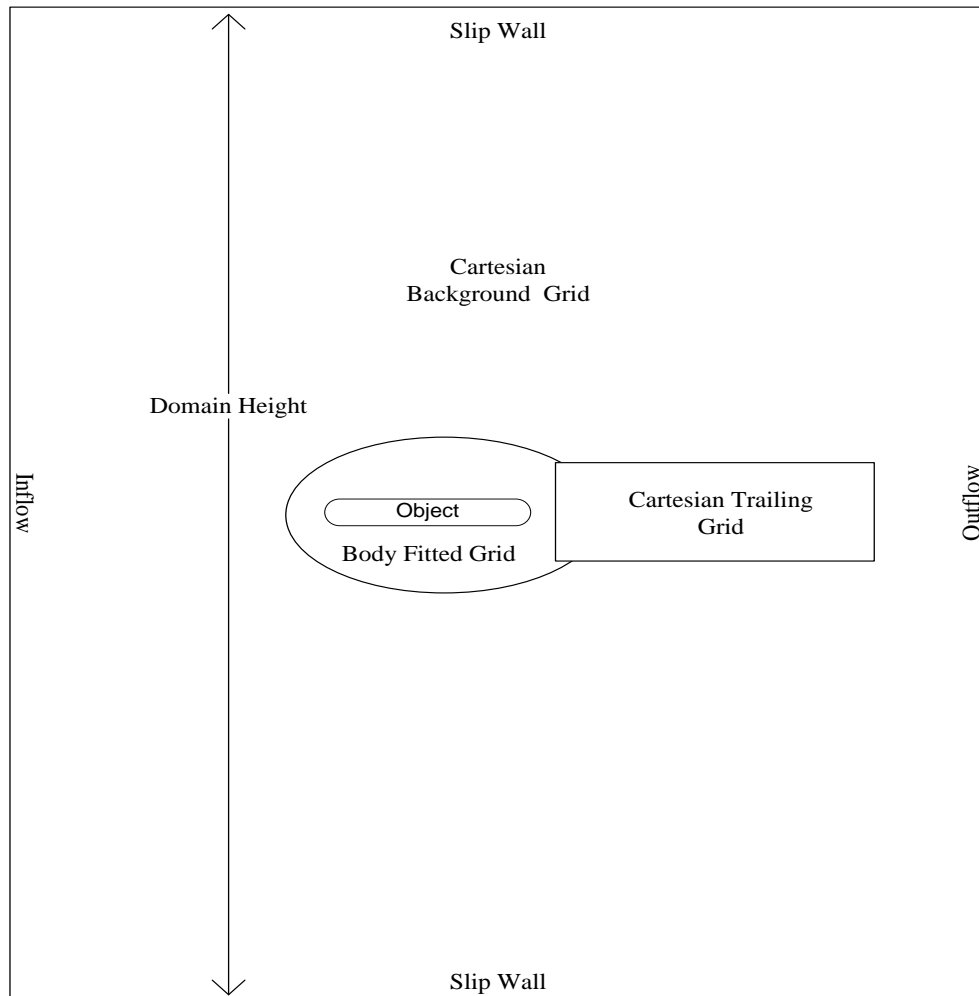 Slip Wall
Cartesian
Background Grid
Domain Height
Inflow
Object
Body Fitted Grid
Cartesian Trailing
Grid
Outflow
Slip Wall